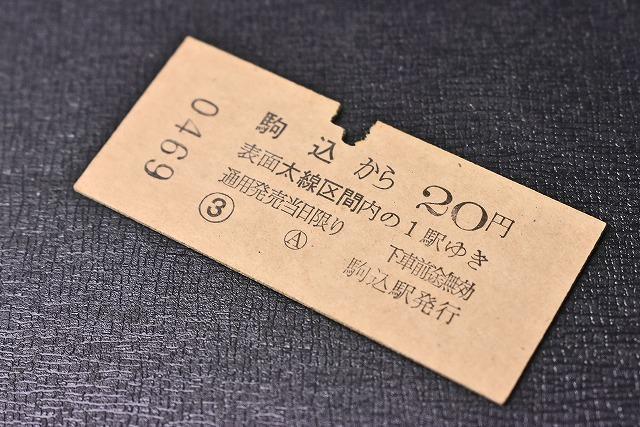 0469
駒込から 20円
表面太線区間内の1駅ゆき
通用発売当日限り 下車前途無効
③ Ⓐ 駒込駅発行